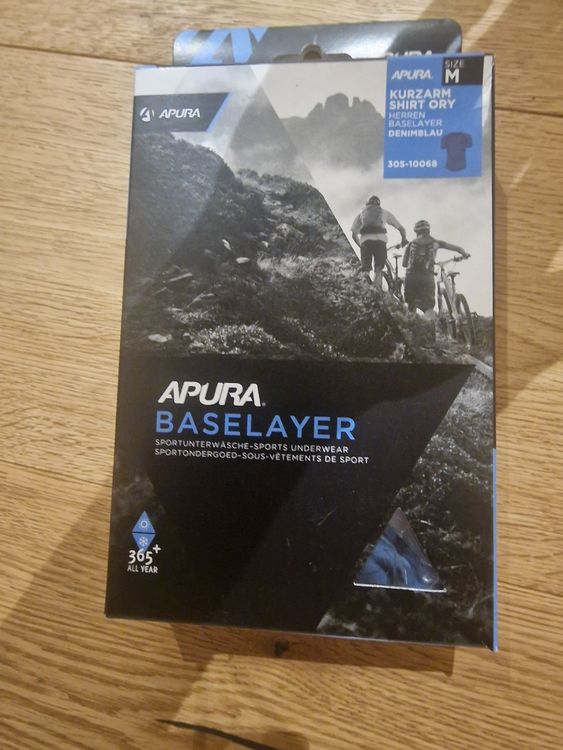 APURA
APURA
APURA.
SIZE
M
KURZARM
SHIRT ORY
HERREN
BASELAYER
DENIMBLAU
305-10068
APURA®
BASELAYER
SPORTUNTERWÄSCHE-SPORTS UNDERWEAR
SPORTONDERGOED-SOUS-VÊTEMENTS DE SPORT
365+
ALL YEAR